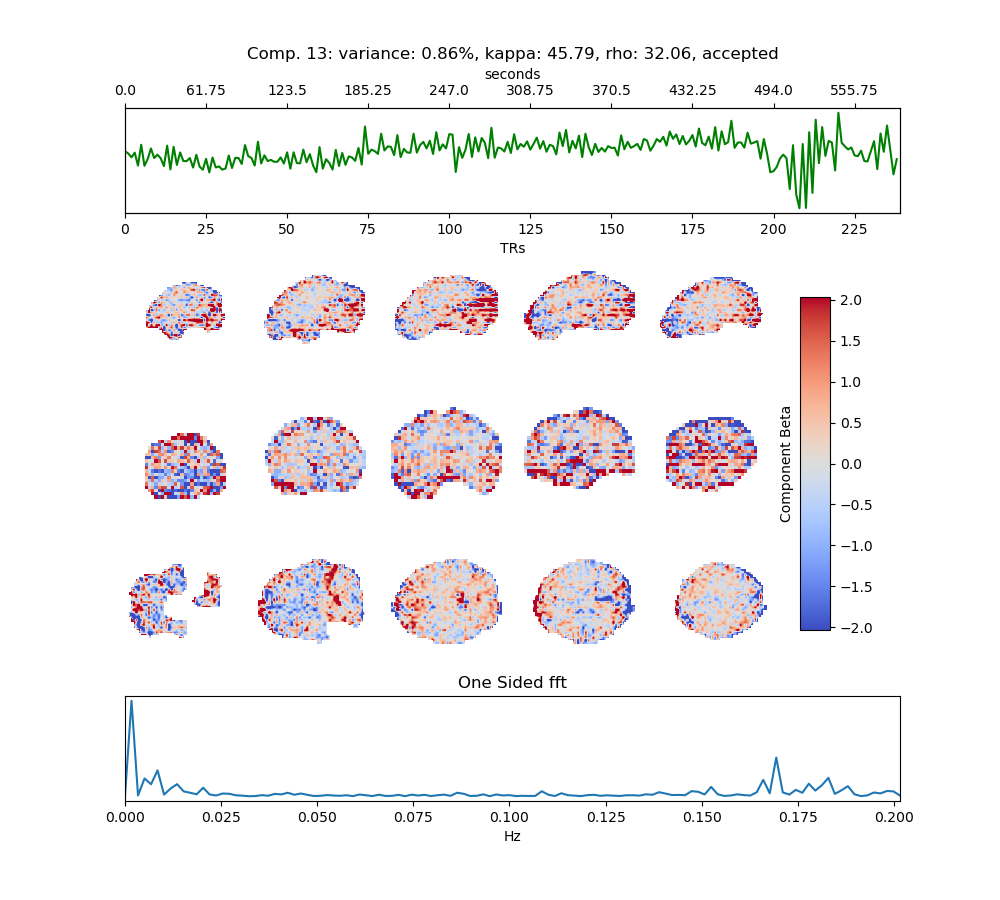 Comp. 13: variance: 0.86%, kappa: 45.79, rho: 32.06, accepted
seconds
0.0 61.75 123.5 185.25 247.0 308.75 370.5 432.25 494.0 555.75
0 25 50 75 100 125 150 175 200 225
TRs
2.0
1.5
1.0
0.5
0.0
−0.5
−1.0
−1.5
−2.0
Component Beta
One Sided fft
0.000 0.025 0.050 0.075 0.100 0.125 0.150 0.175 0.200
Hz